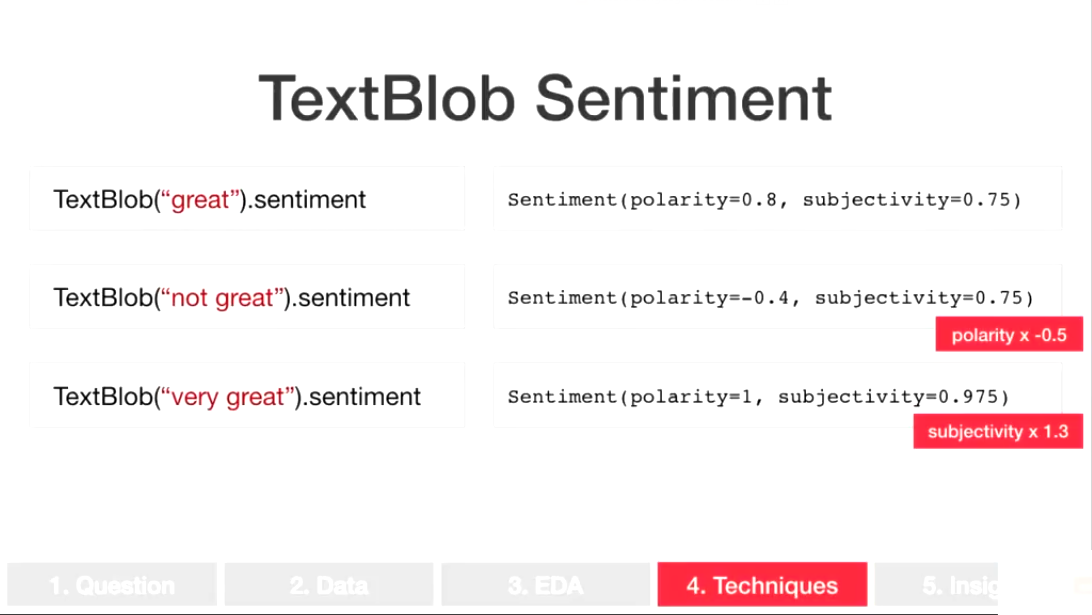 TextBlob Sentiment
TextBlob(“great”).sentiment
Sentiment(polarity=0.8, subjectivity=0.75)
TextBlob(“not great”).sentiment
Sentiment(polarity=-0.4, subjectivity=0.75)
polarity x -0.5
TextBlob(“very great”).sentiment
Sentiment(polarity=1, subjectivity=0.975)
subjectivity x 1.3
1. Question
2. Data
3. EDA
4. Techniques
5. Insig